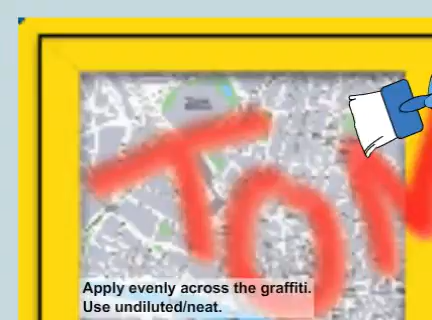 TOM
Apply evenly across the graffiti.
Use undiluted/neat.